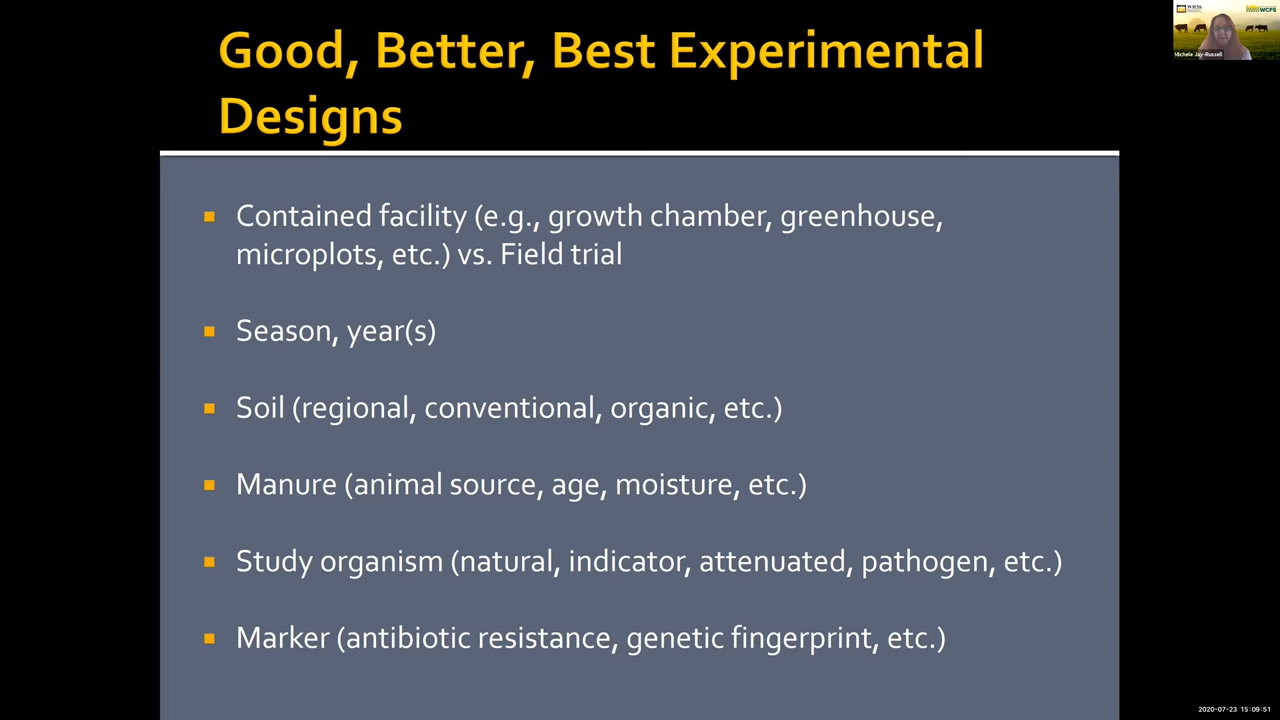 Good, Better, Best Experimental
Designs
WIFSS
WCFS
Michele Jay-Russell
Contained facility (e.g., growth chamber, greenhouse,
microplots, etc.) vs. Field trial
Season, year(s)
Soil (regional, conventional, organic, etc.)
Manure (animal source, age, moisture, etc.)
Study organism (natural, indicator, attenuated, pathogen, etc.)
Marker (antibiotic resistance, genetic fingerprint, etc.)
2020-07-23 15:09:51